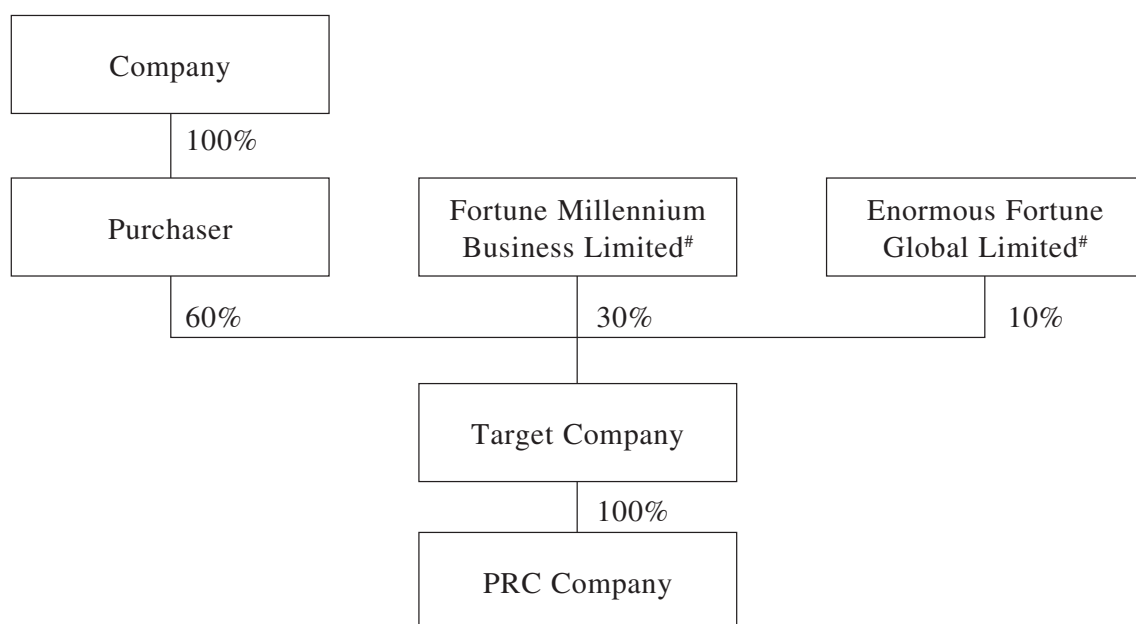 Company
100%
Purchaser
Fortune Millennium
Business Limited#
Enormous Fortune
Global Limited#
60%
30%
10%
Target Company
100%
PRC Company